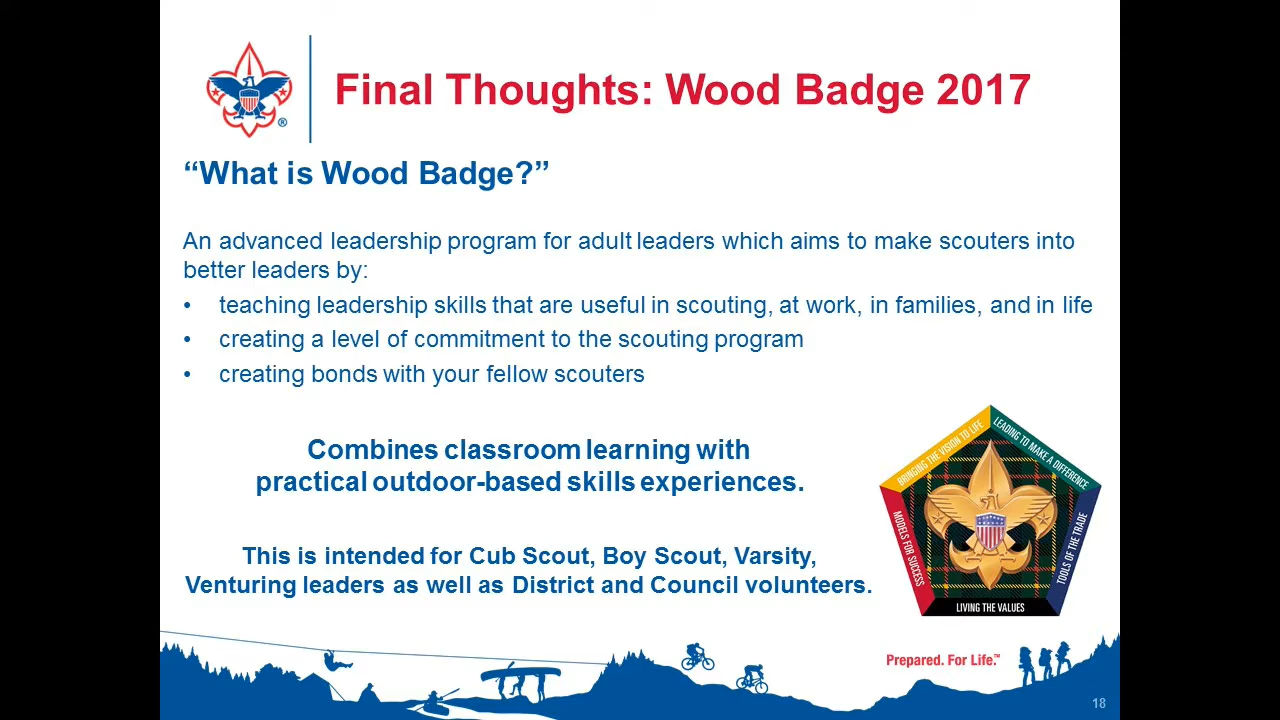 Final Thoughts: Wood Badge 2017
®
“What is Wood Badge?”
An advanced leadership program for adult leaders which aims to make scouters into
better leaders by:
• teaching leadership skills that are useful in scouting, at work, in families, and in life
• creating a level of commitment to the scouting program
• creating bonds with your fellow scouters
Combines classroom learning with
practical outdoor-based skills experiences.
This is intended for Cub Scout, Boy Scout, Varsity,
Venturing leaders as well as District and Council volunteers.
BRINGING THE VISION TO LIFE
LEADING TO MAKE A DIFFERENCE
MODELS FOR SUCCESS
TOOLS OF THE TRADE
LIVING THE VALUES
Prepared. For Life.™
18